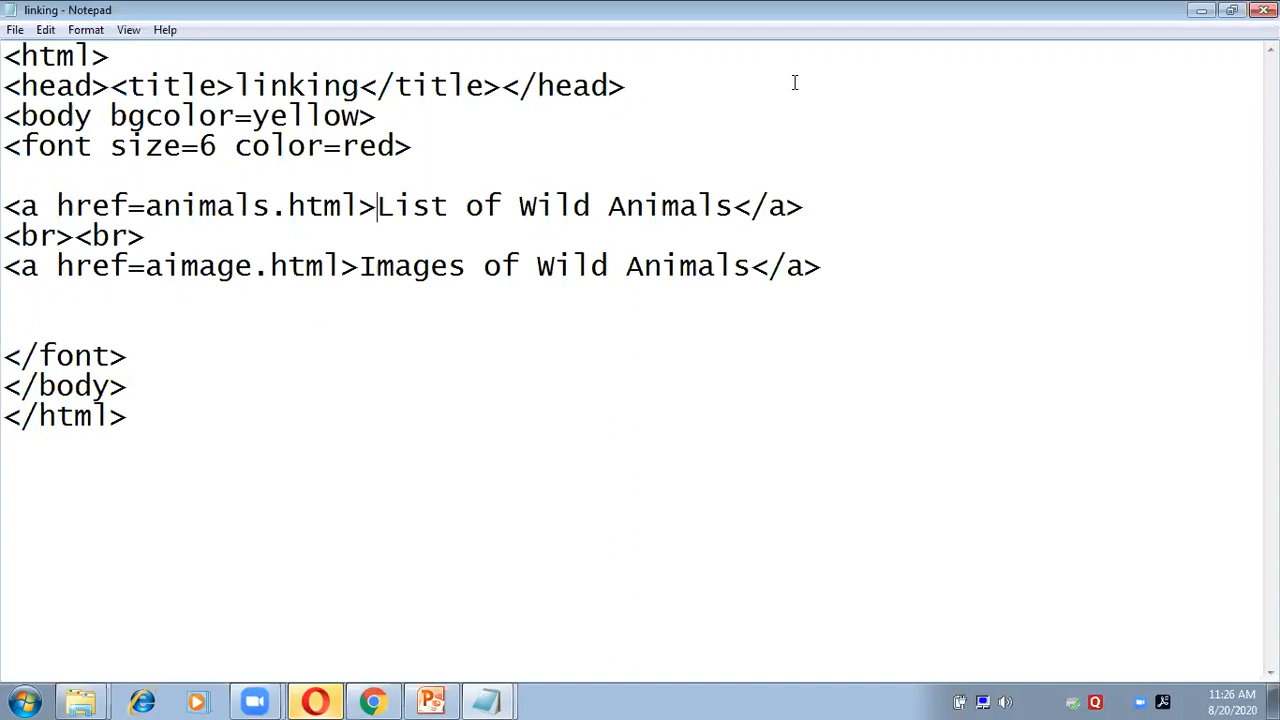 linking - Notepad
File Edit Format View Help
<html>
<head><title>linking</title></head>
<body bgcolor=yellow>
<font size=6 color=red>
<a href=animals.html>List of Wild Animals</a>
<br><br>
<a href=aimage.html>Images of Wild Animals</a>
</font>
</body>
</html>
11:26 AM
8/20/2020